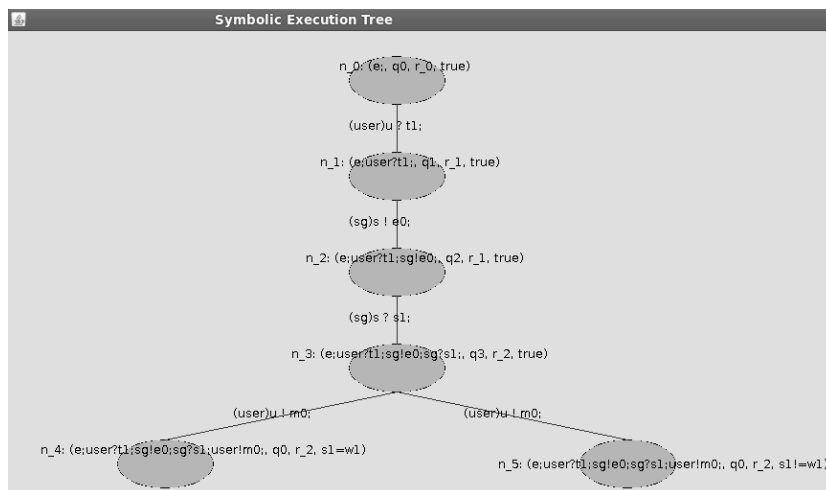 Symbolic Execution Tree
n_0: (e;, q0, r_0, true)
(user)u ? t1;
n_1: (e;user?t1;, q1, r_1, true)
(sg)s ! e0;
n_2: (e;user?t1;sg!e0;, q2, r_1, true)
(sg)s ? s1;
n_3: (e;user?t1;sg!e0;sg?s1;, q3, r_2, true)
(user)u ! m0;
(user)u ! m0;
n_4: (e;user?t1;sg!e0;sg?s1;user!m0;, q0, r_2, s1=w1)
n_5: (e;user?t1;sg!e0;sg?s1;user!m0;, q0, r_2, s1!=w1)